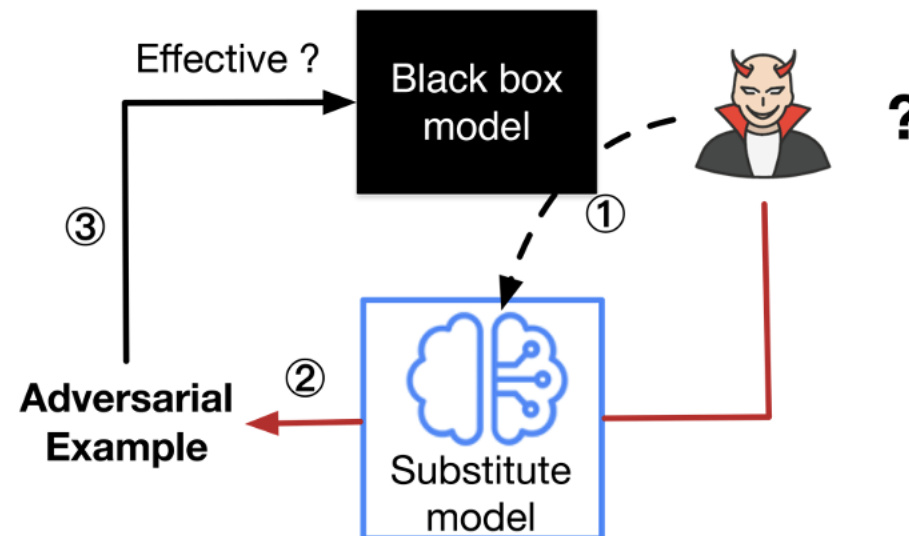 Effective ?
Black box
model
?
①
③
②
Adversarial
Example
Substitute
model